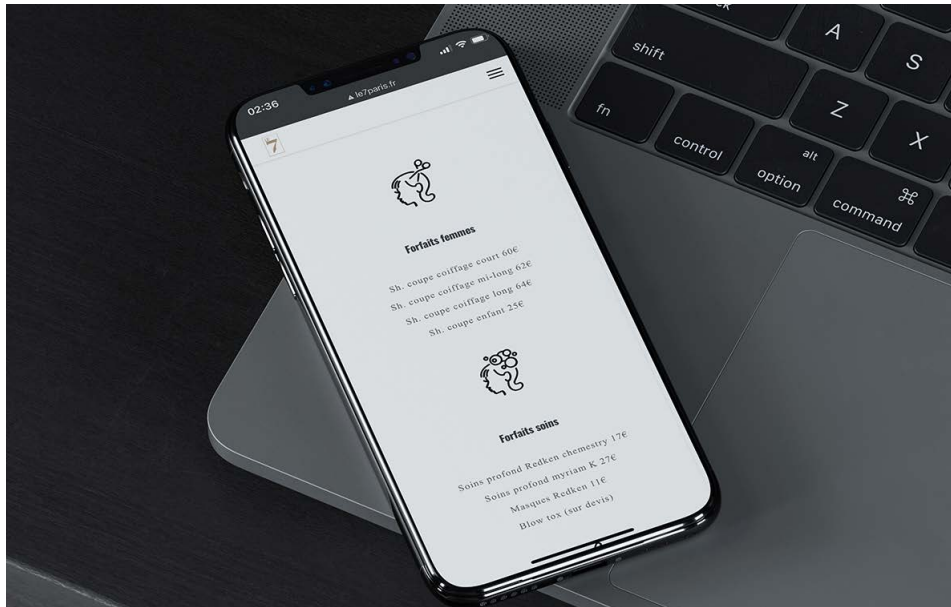 02:36
le7paris.fr
7
Forfaits femmes
Sh. coupe coiffage court 60€
Sh. coupe coiffage mi-long 62€
Sh. coupe coiffage long 64€
Sh. coupe enfant 25€
Forfaits soins
Soins profond Redken chemestry 17€
Soins profond myriam K 27€
Masques Redken 11€
Blow tox (sur devis)
A
S
shift
Z
X
fn
control
alt
option
⌘
command